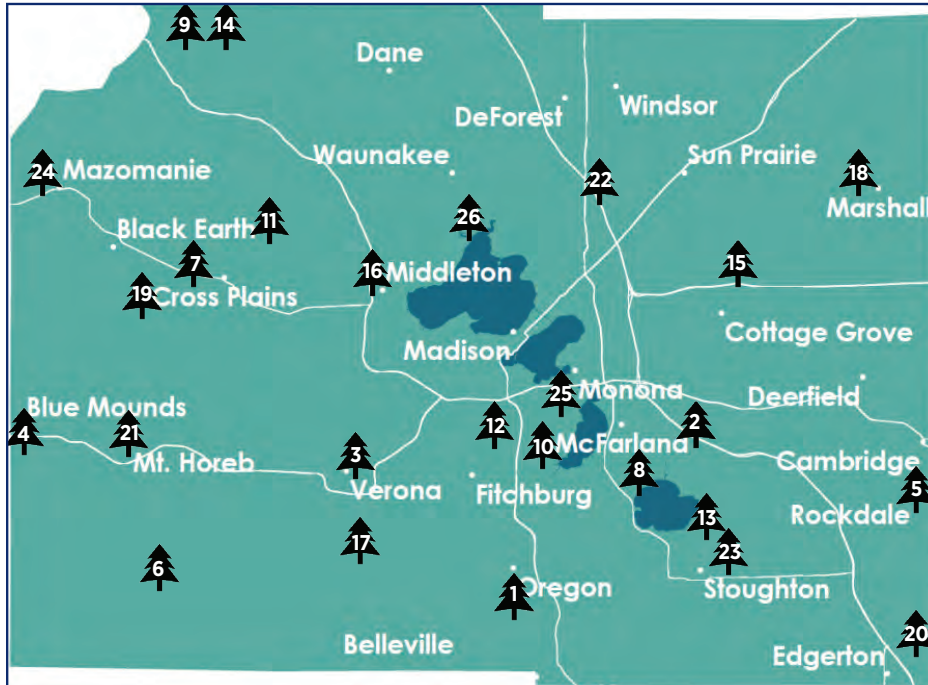 9
14
Dane
DeForest
Windsor
Waunakee
Sun Prairie
24
Mazomanie
22
18
Marshall
11
26
Black Earth
7
16
Middleton
15
19
Cross Plains
Madison
Cottage Grove
25
Monona
Deerfield
Blue Mounds
4
21
12
2
10
McFarland
3
Mt. Horeb
8
Cambridge
Verona
Fitchburg
5
13
Rockdale
17
23
6
Oregon
1
Stoughton
20
Belleville
Edgerton